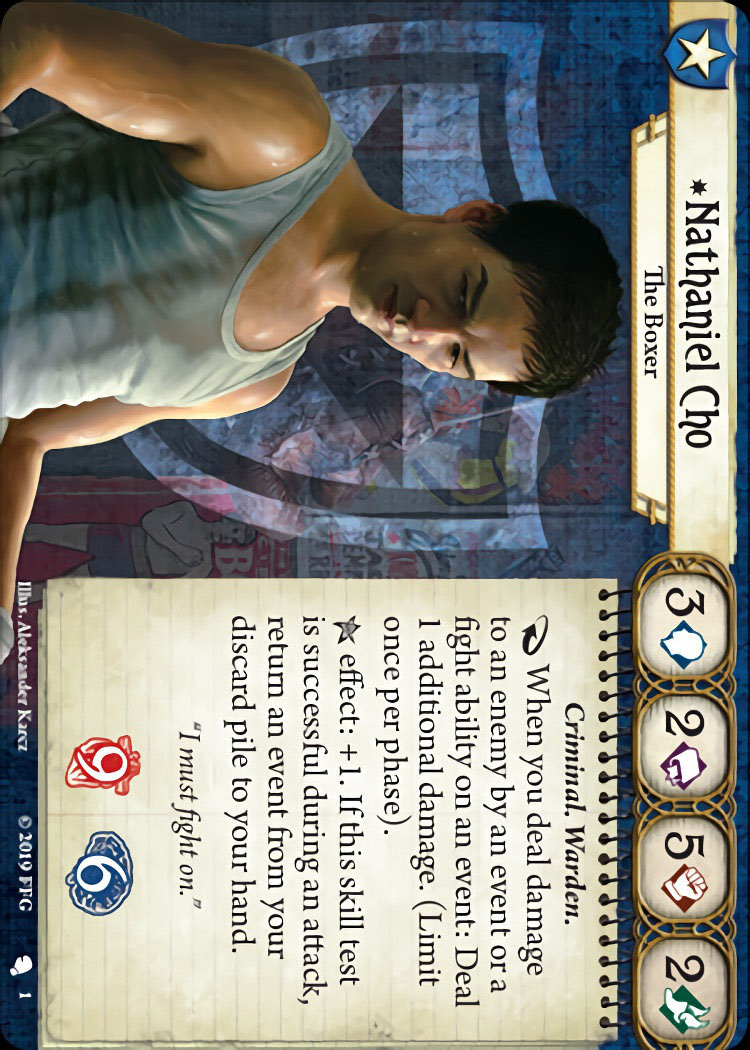 Nathaniel Cho
The Boxer
3 2 5 2
Criminal. Warden.
When you deal damage
to an enemy by an event or a
fight ability on an event: Deal
1 additional damage. (Limit
once per phase).
effect: +1. If this skill test
is successful during an attack,
return an event from your
discard pile to your hand.
"I must fight on."
9 6
Illus. Aleksander Karcz © 2019 FFG 1